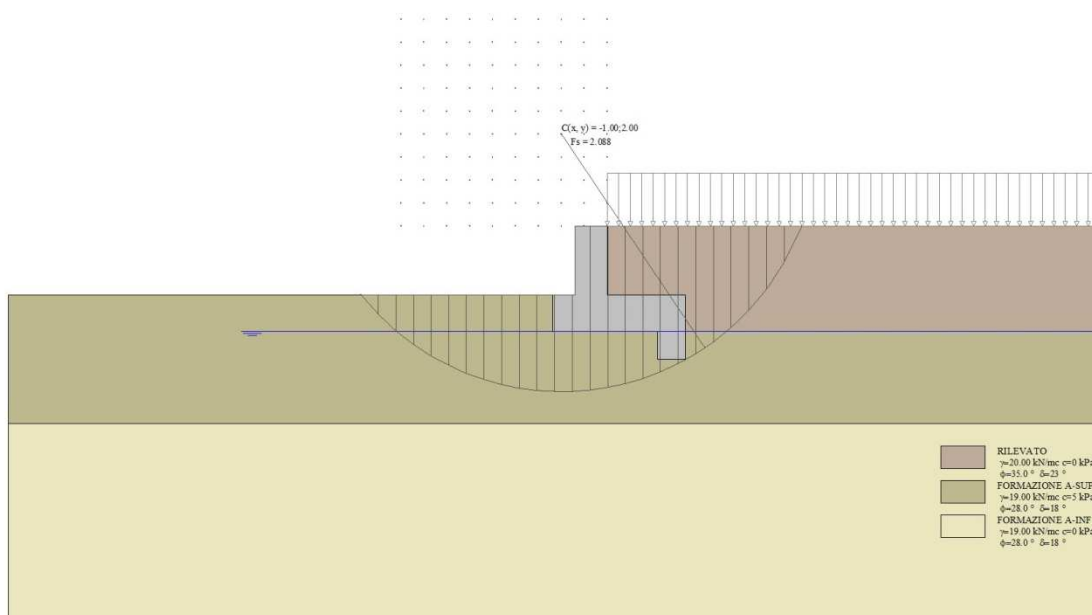 C(x, y) = -1.00;2.00
Fs = 2.088
RILEVATO
γ=20.00 kN/mc c=0 kPa
ϕ=35.0 ° δ=23 °
FORMAZIONE A-SUP
γ=19.00 kN/mc c=5 kPa
ϕ=28.0 ° δ=18 °
FORMAZIONE A-INF
γ=19.00 kN/mc c=0 kPa
ϕ=28.0 ° δ=18 °